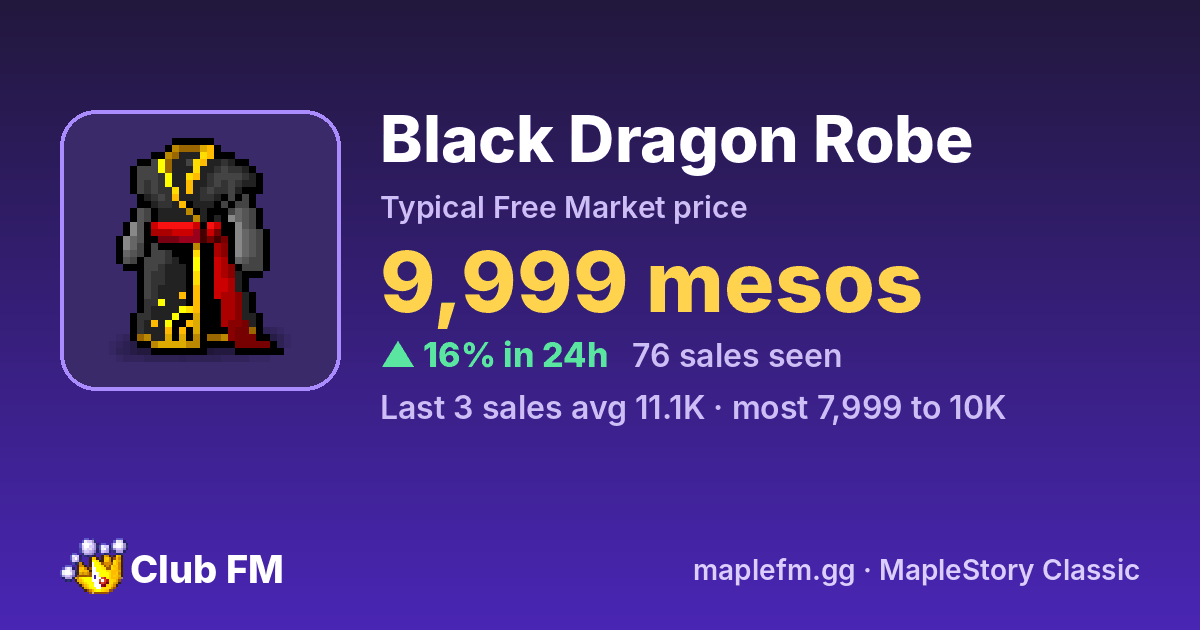 Black Dragon Robe
Typical Free Market price
9,999 mesos
▲ 16% in 24h 76 sales seen
Last 3 sales avg 11.1K · most 7,999 to 10K
Club FM
maplefm.gg · MapleStory Classic